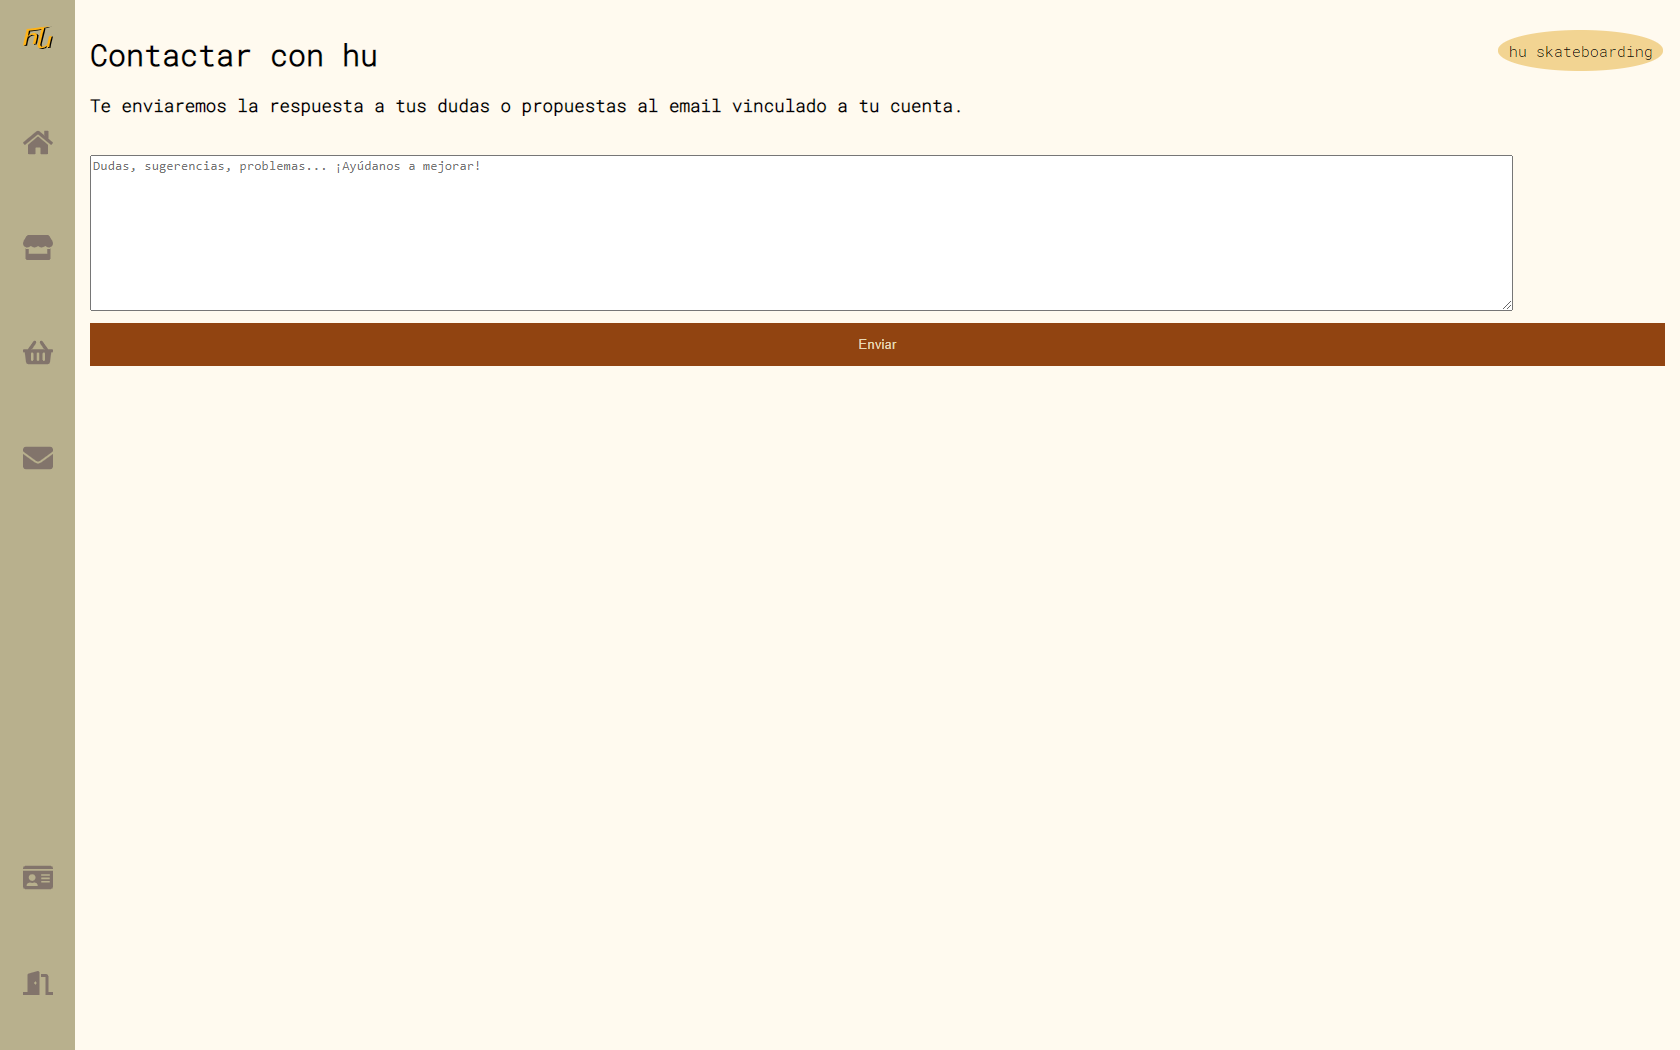 hu
Contactar con hu
hu skateboarding
Te enviaremos la respuesta a tus dudas o propuestas al email vinculado a tu cuenta.
Dudas, sugerencias, problemas... ¡Ayúdanos a mejorar!
Enviar